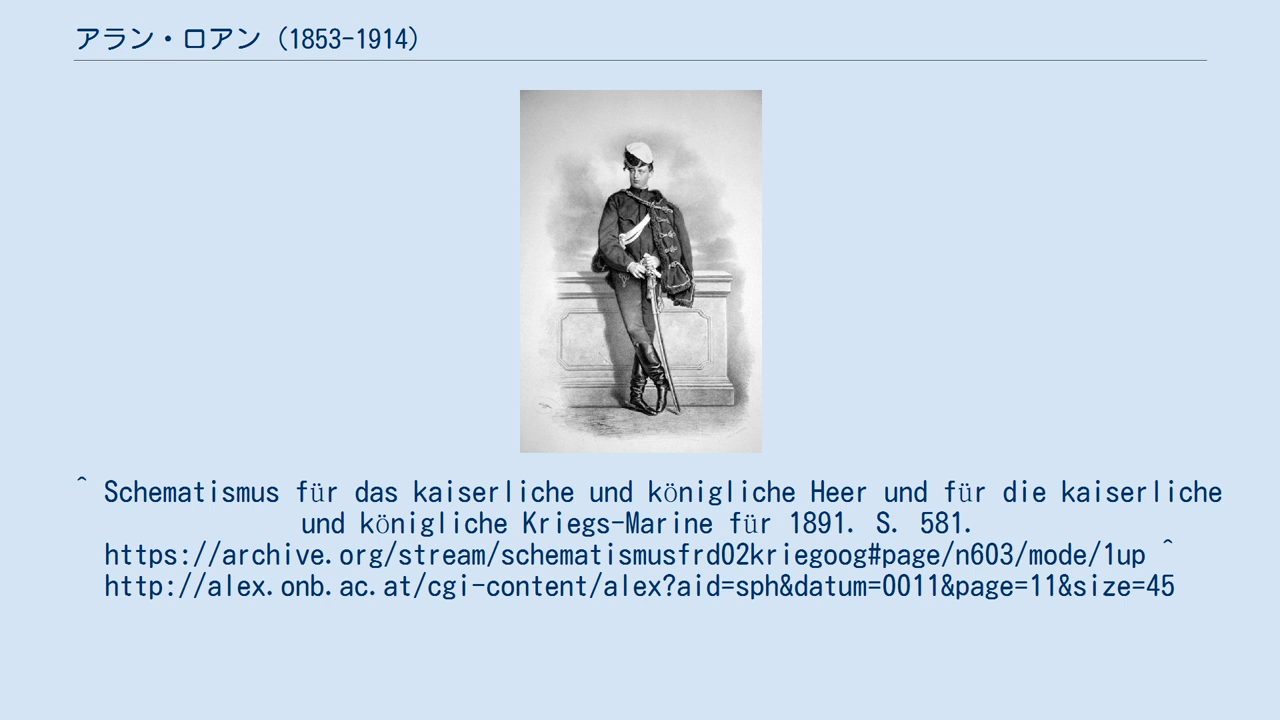 アラン・ロアン（1853-1914）
^ Schematismus für das kaiserliche und königliche Heer und für die kaiserliche
und königliche Kriegs-Marine für 1891. S. 581.
https://archive.org/stream/schematismusfrd02kriegoog#page/n603/mode/1up ^
http://alex.onb.ac.at/cgi-content/alex?aid=sph&datum=0011&page=11&size=45